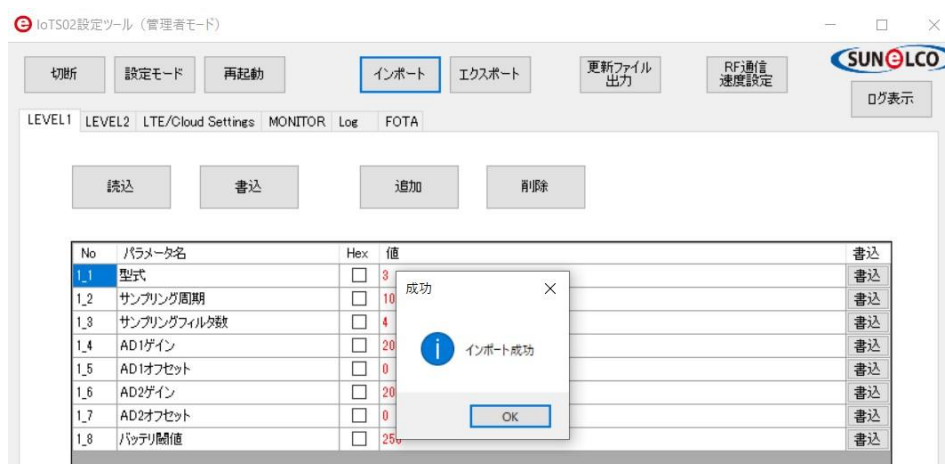 IoTS02設定ツール（管理者モード）
切断 設定モード 再起動 インポート エクスポート 更新ファイル出力 RF通信速度設定 SUNELCO
ログ表示
LEVEL1 LEVEL2 LTE/Cloud Settings MONITOR Log FOTA
読込 書込 追加 削除
No パラメータ名 Hex 値 書込
1_1 型式 3 書込
1_2 サンプリング周期 10 書込
1_3 サンプリングフィルタ数 4 書込
1_4 AD1ゲイン 20 書込
1_5 AD1オフセット 0 書込
1_6 AD2ゲイン 20 書込
1_7 AD2オフセット 0 書込
1_8 バッテリ閾値 書込
成功
インポート成功
OK